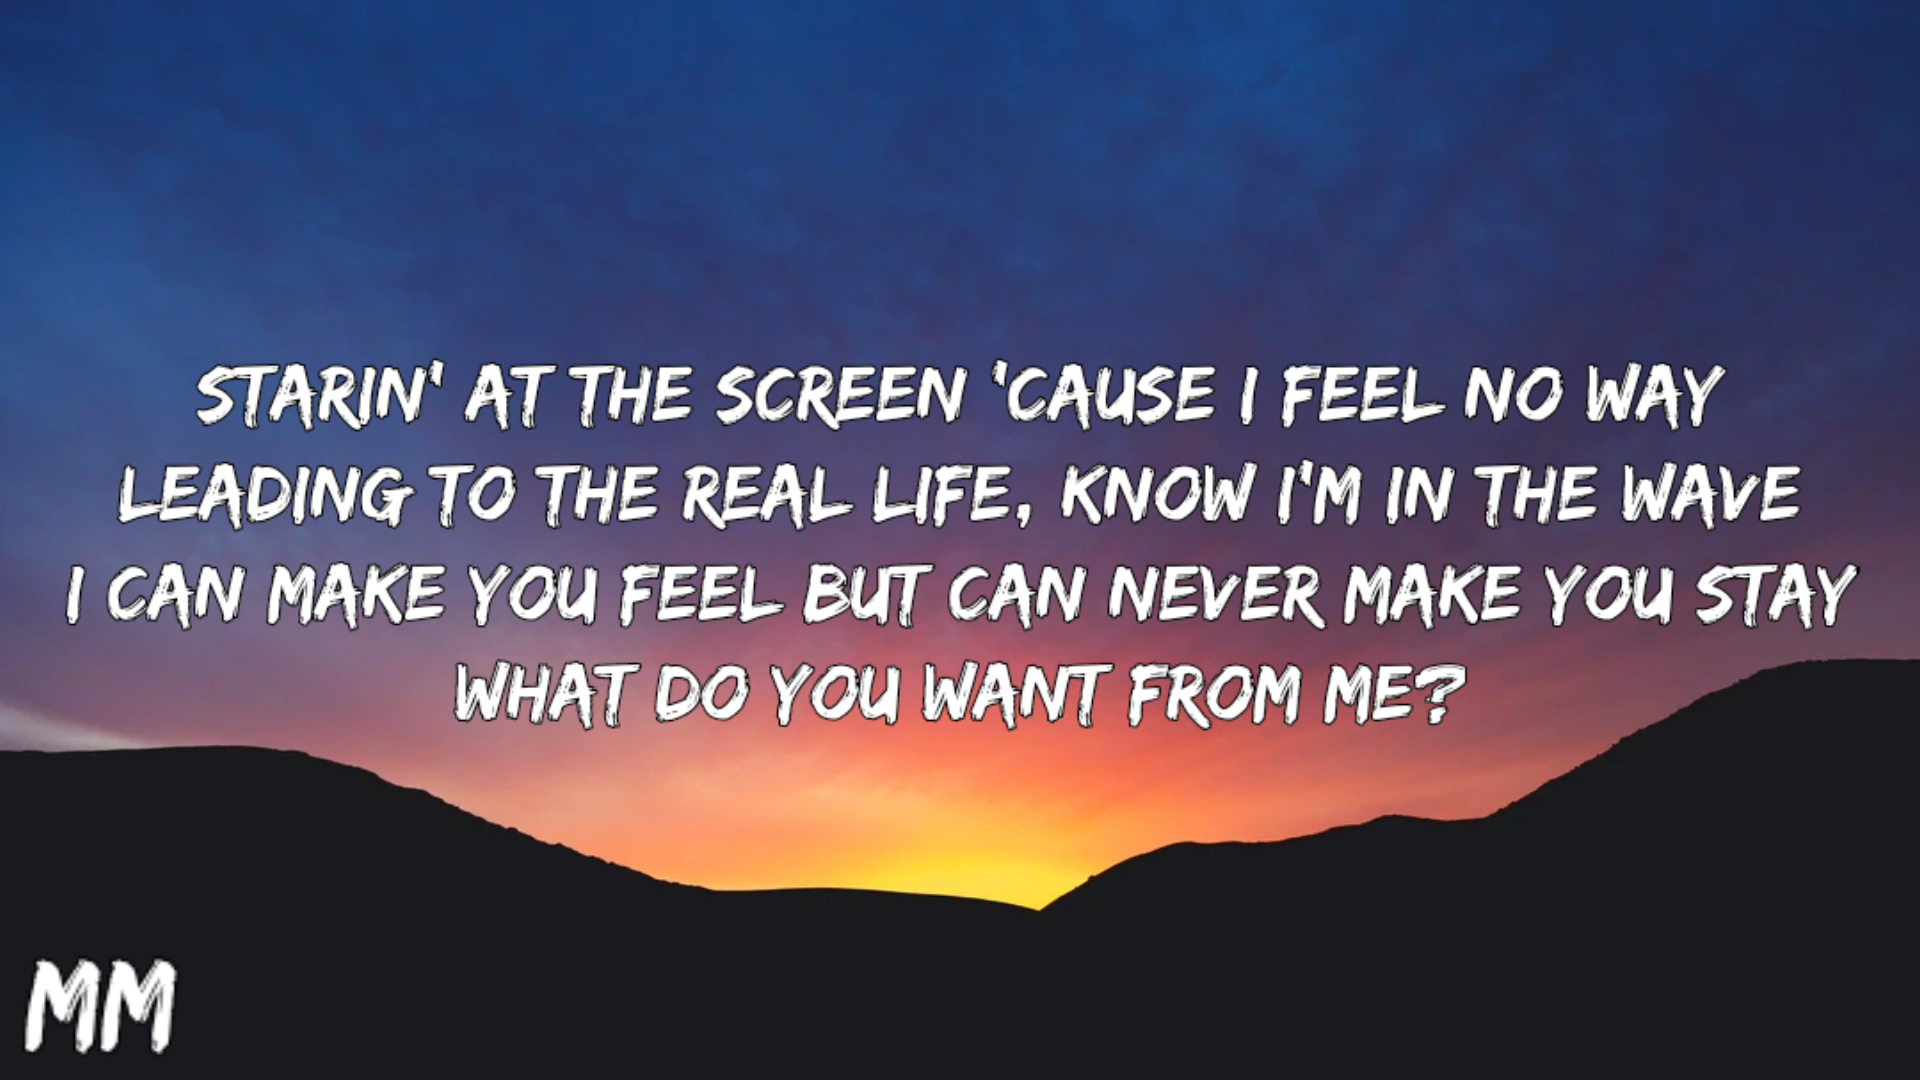 STARIN' AT THE SCREEN 'CAUSE I FEEL NO WAY
LEADING TO THE REAL LIFE, KNOW I'M IN THE WAVE
I CAN MAKE YOU FEEL BUT CAN NEVER MAKE YOU STAY
WHAT DO YOU WANT FROM ME?
MM